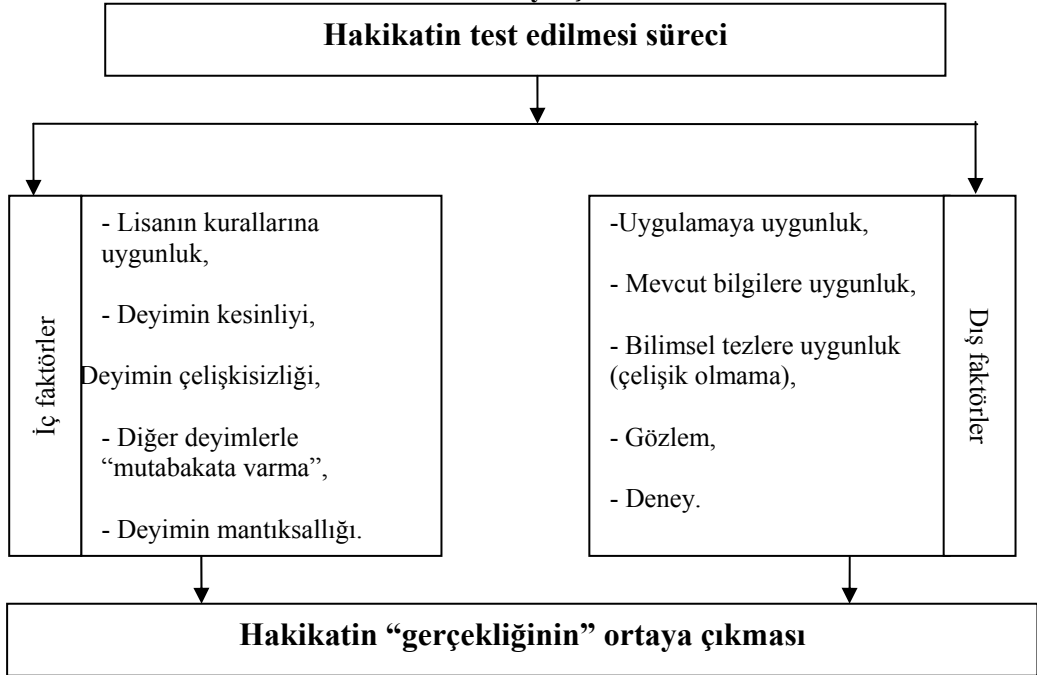 Hakikatin test edilmesi süreci
İç faktörler
- Lisanın kurallarına
uygunluk,
- Deyimin kesinliyi,
Deyimin çelişkisizliği,
- Diğer deyimlerle
“mutabakata varma”,
- Deyimin mantıksallığı.
-Uygulamaya uygunluk,
- Mevcut bilgilere uygunluk,
- Bilimsel tezlere uygunluk
(çelişik olmama),
- Gözlem,
- Deney.
Dış faktörler
Hakikatin “gerçekliğinin” ortaya çıkması